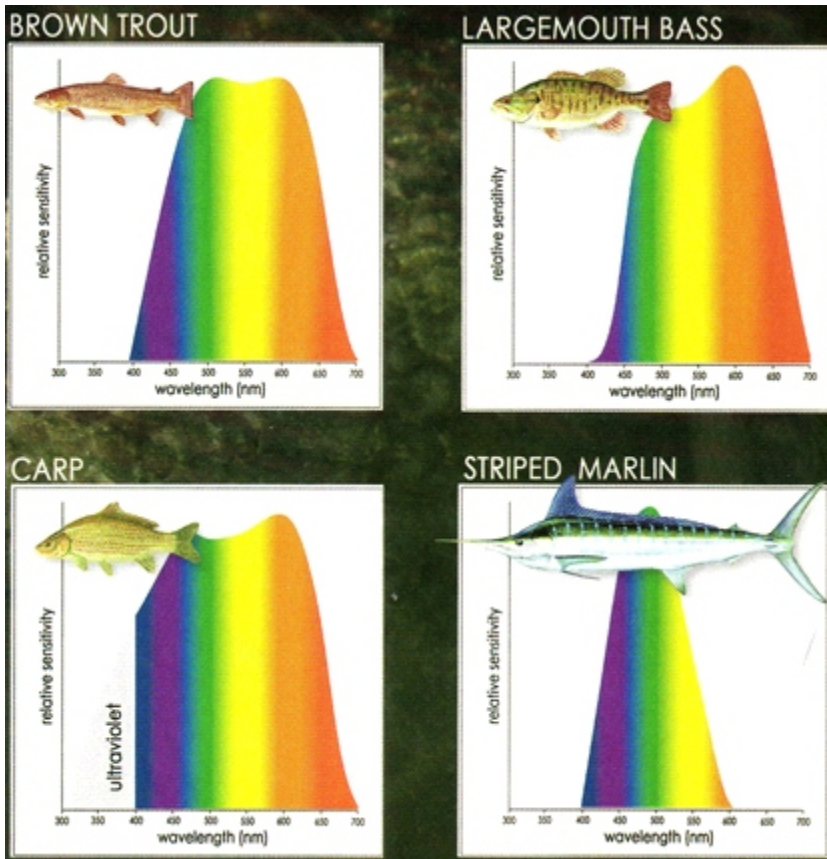 BROWN TROUT
relative sensitivity
300 350 400 450 500 550 600 650 700
wavelength (nm)
LARGEMOUTH BASS
relative sensitivity
300 350 400 450 500 550 600 650 700
wavelength (nm)
CARP
relative sensitivity
ultraviolet
300 350 400 450 500 550 600 650 700
wavelength (nm)
STRIPED MARLIN
relative sensitivity
300 350 400 450 500 550 600 650 700
wavelength (nm)